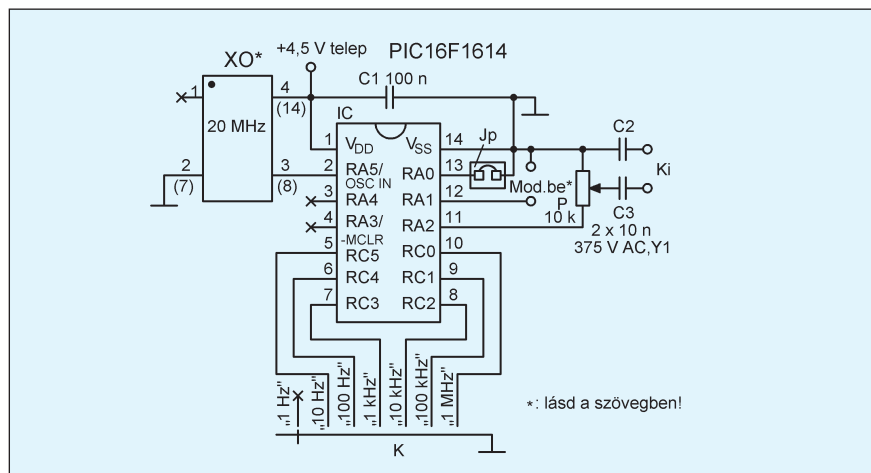 +4,5 V telep
PIC16F1614
XO*
C1 100 n
1
4
(14)
20 MHz
2
(7)
3
(8)
IC
1 VDD VSS 14
2 RA5/ OSC IN RA0 13
3 RA4 RA1 12
4 RA3/ -MCLR RA2 11
5 RC5 RC0 10
6 RC4 RC1 9
7 RC3 RC2 8
Jp
Mod.be*
P
10 k
C2
Ki
C3
2 x 10 n
375 V AC,Y1
„1 Hz”
„10 Hz”
„100 Hz”
„1 kHz”
„10 kHz”
„100 kHz”
„1 MHz”
K
*: lásd a szövegben!